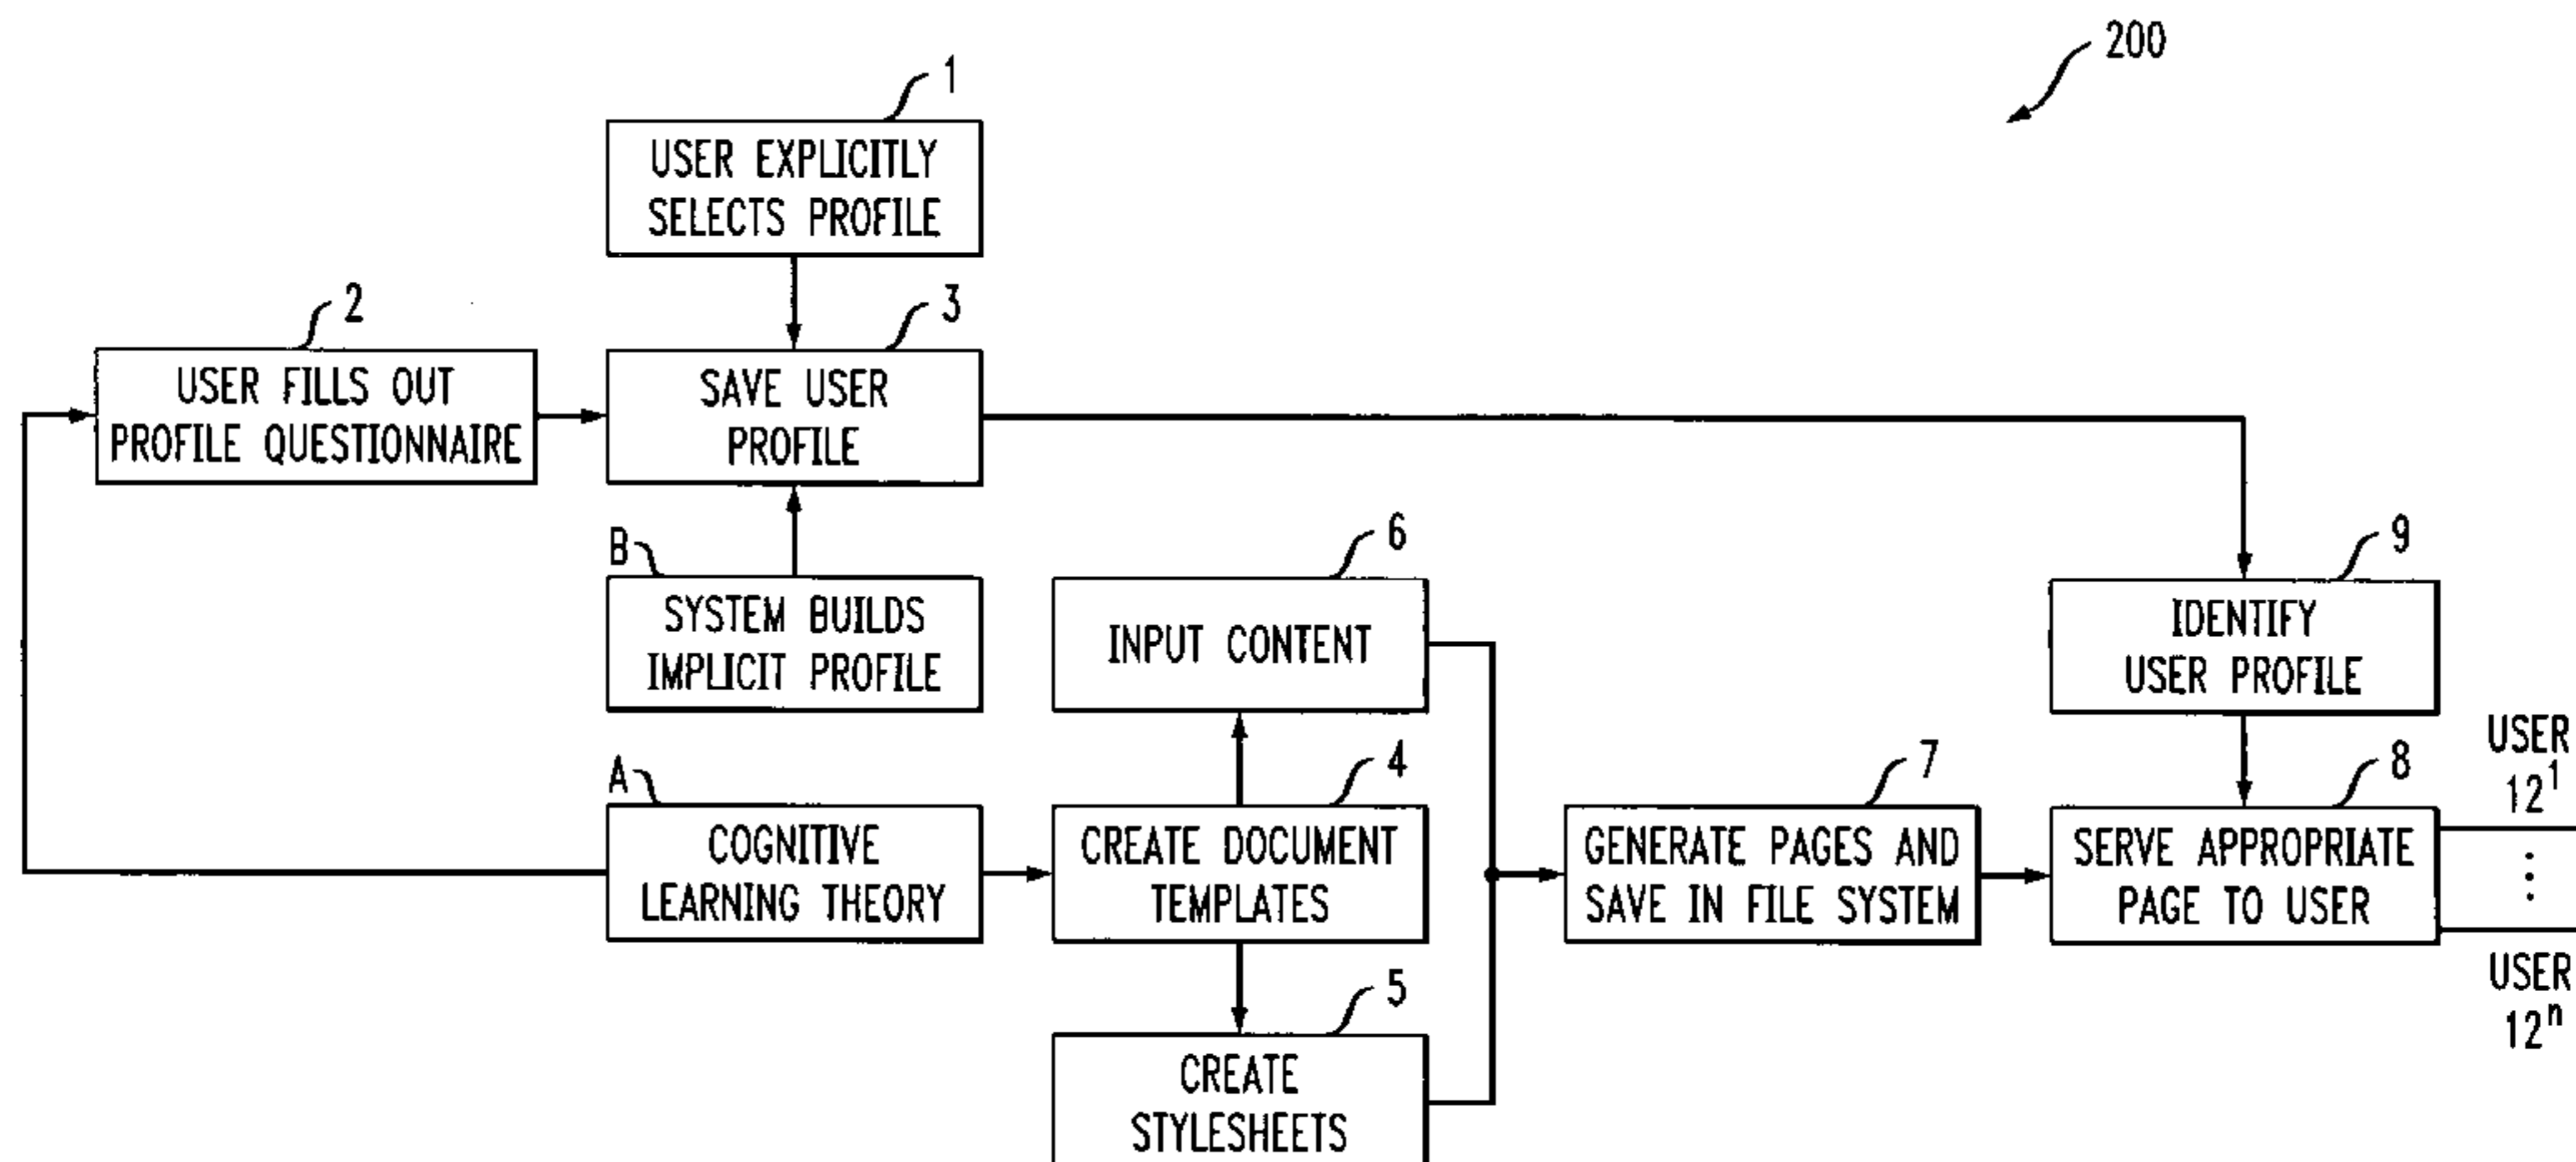 200
1
USER EXPLICITLY
SELECTS PROFILE
2
USER FILLS OUT
PROFILE QUESTIONNAIRE
3
SAVE USER
PROFILE
B
SYSTEM BUILDS
IMPLICIT PROFILE
6
INPUT CONTENT
9
IDENTIFY
USER PROFILE
A
COGNITIVE
LEARNING THEORY
4
CREATE DOCUMENT
TEMPLATES
7
GENERATE PAGES AND
SAVE IN FILE SYSTEM
8
SERVE APPROPRIATE
PAGE TO USER
USER
12¹
USER
12ⁿ
5
CREATE
STYLESHEETS